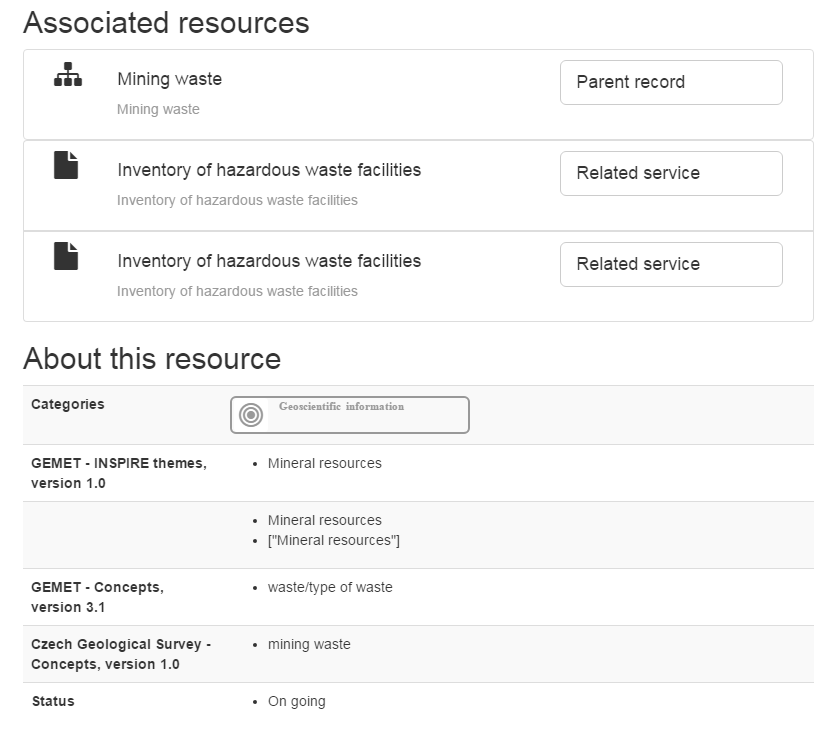 Associated resources
Mining waste
Parent record
Mining waste
Inventory of hazardous waste facilities
Related service
Inventory of hazardous waste facilities
Inventory of hazardous waste facilities
Related service
Inventory of hazardous waste facilities
About this resource
Categories
Geoscientific information
GEMET - INSPIRE themes,
version 1.0
• Mineral resources
• Mineral resources
• ["Mineral resources"]
GEMET - Concepts,
version 3.1
• waste/type of waste
Czech Geological Survey -
Concepts, version 1.0
• mining waste
Status
• On going